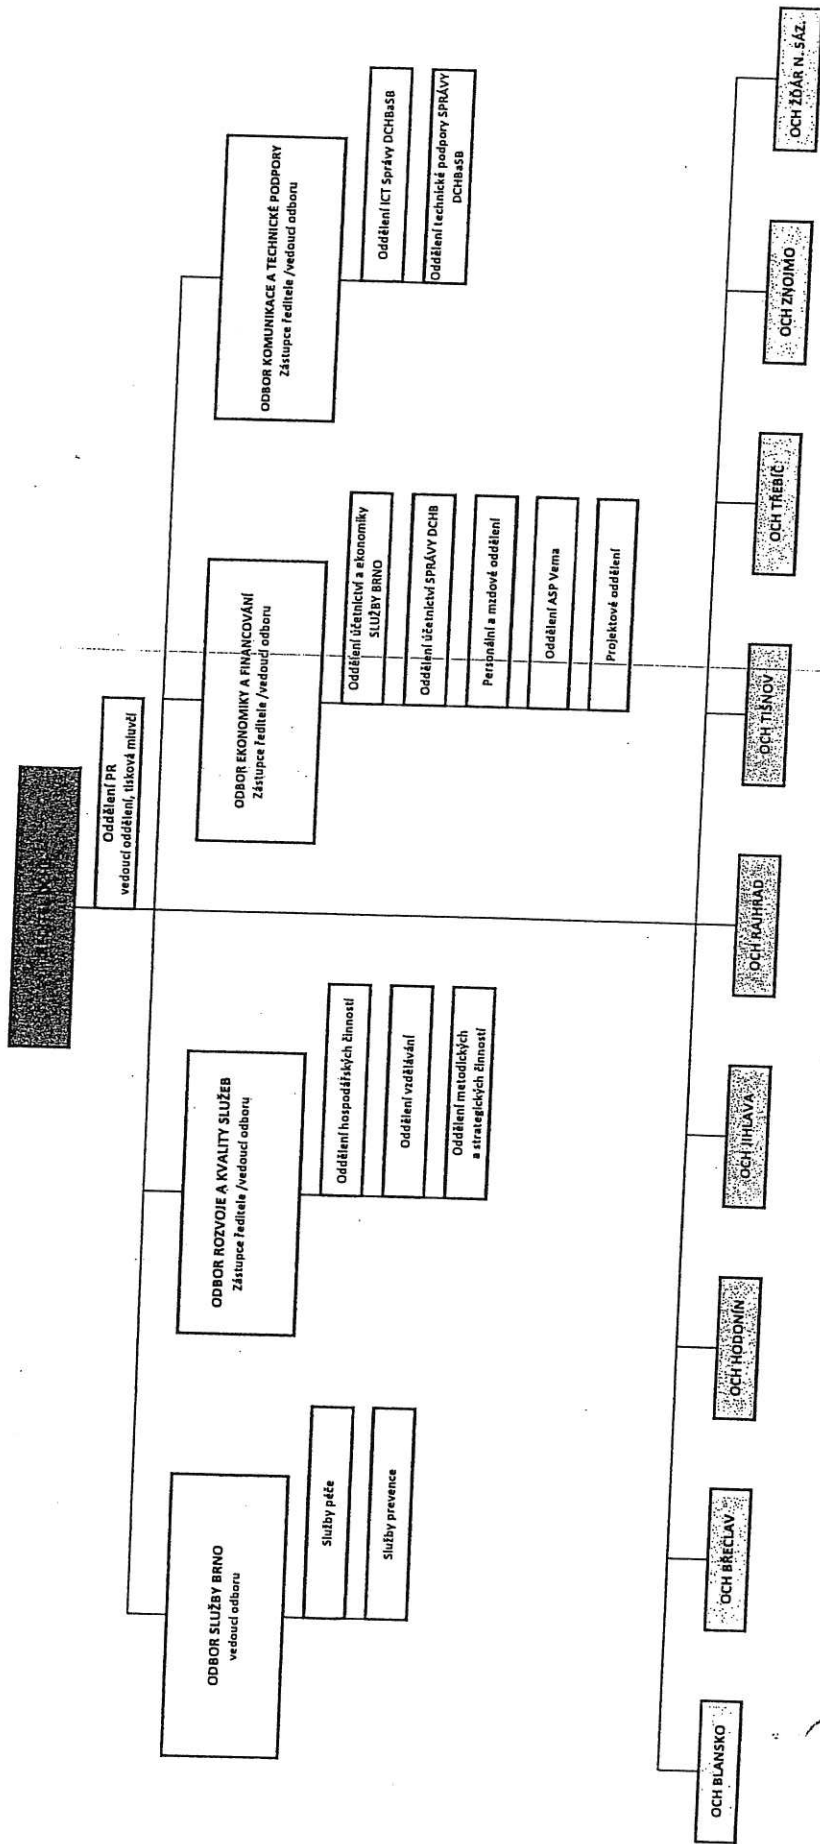 Oddělení PR
vedoucí oddělení, tisková mluvčí
ODBOR SLUŽBY BRNO
vedoucí odboru
Služby péče
Služby prevence
ODBOR ROZVOJE A KVALITY SLUŽEB
Zástupce ředitele /vedoucí odboru
Oddělení hospodářských činností
Oddělení vzdělávání
Oddělení metodických
a strategických činností
ODBOR EKONOMIKY A FINANCOVÁNÍ
Zástupce ředitele /vedoucí odboru
Oddělení účetnictví a ekonomiky
SLUŽBY BRNO
Oddělení účetnictví SPRÁVY DCHB
Personální a mzdové oddělení
Oddělení ASP Vema
Projektové oddělení
ODBOR KOMUNIKACE A TECHNICKÉ PODPORY
Zástupce ředitele /vedoucí odboru
Oddělení ICT Správy DCHBaSB
Oddělení technické podpory SPRÁVY
DCHBaSB
OCH BLANSKO
OCH BŘECLAV
OCH HODONÍN
OCH JIHLAVA
OCH RAJHRAD
OCH TIŠNOV
OCH TŘEBÍČ
OCH ZNOJMO
OCH ŽĎÁR N. SÁZ.